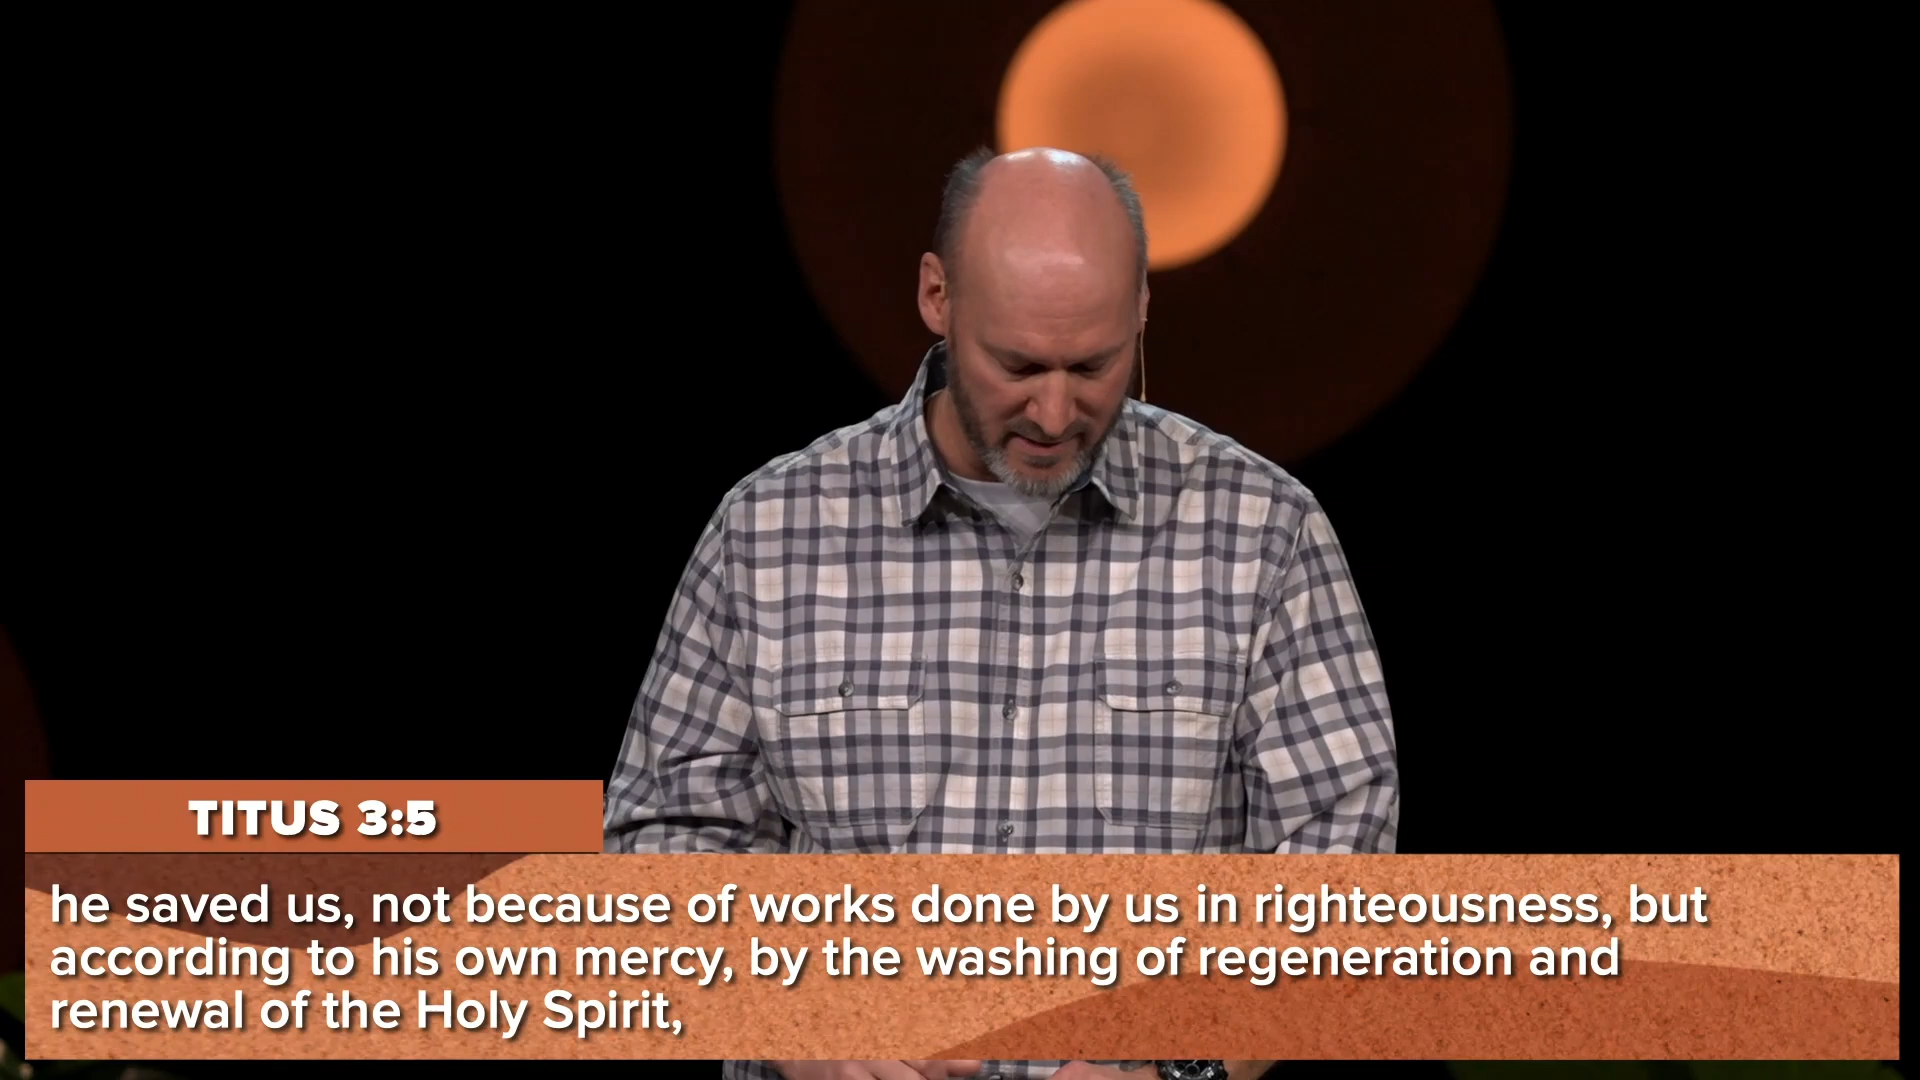 TITUS 3:5
he saved us, not because of works done by us in righteousness, but
according to his own mercy, by the washing of regeneration and
renewal of the Holy Spirit,